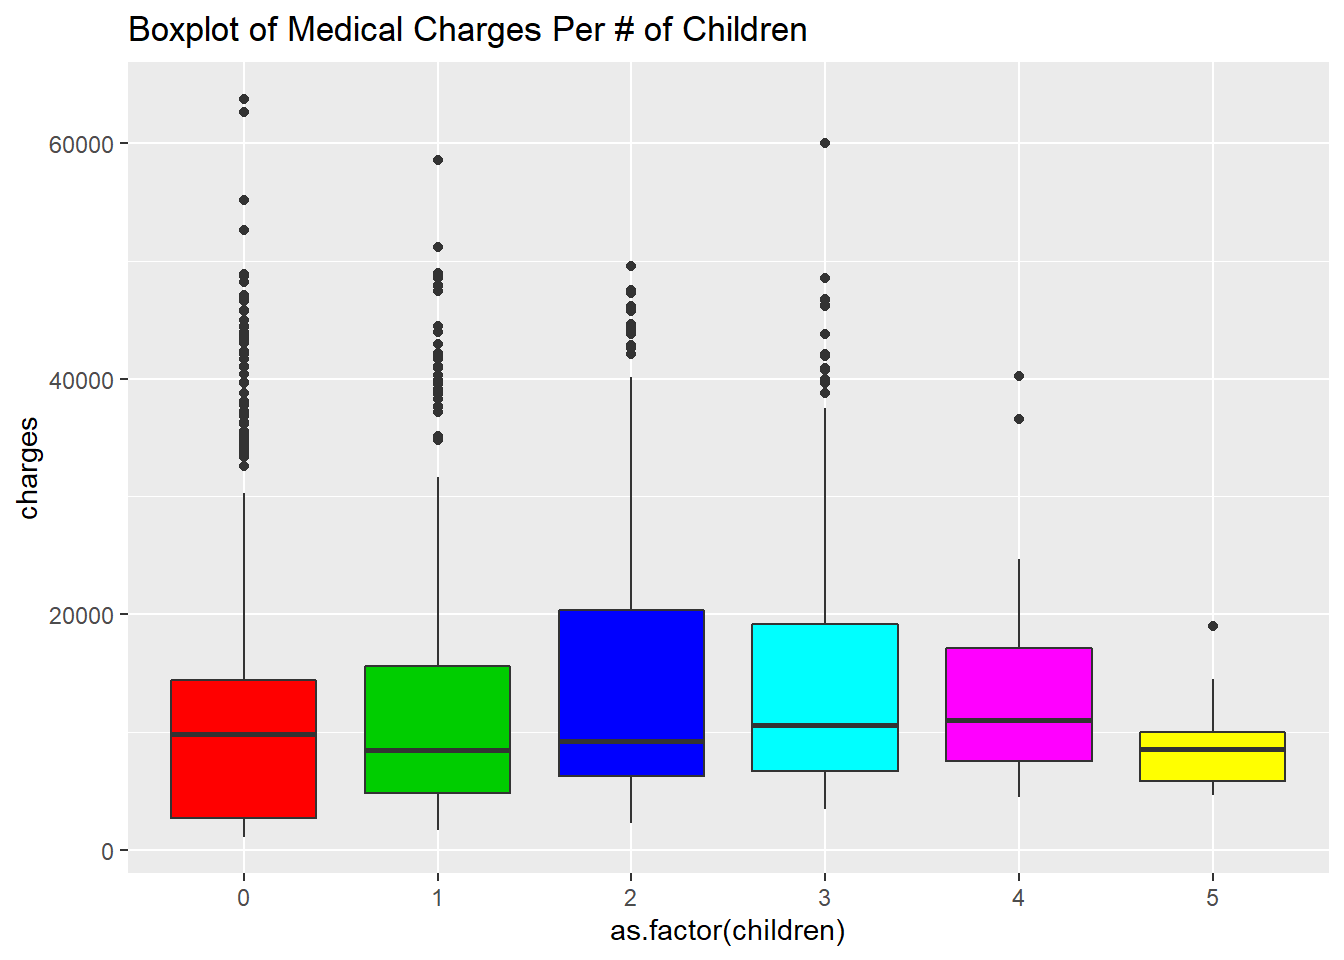 Boxplot of Medical Charges Per # of Children
60000
40000
20000
0
charges
0 1 2 3 4 5
as.factor(children)